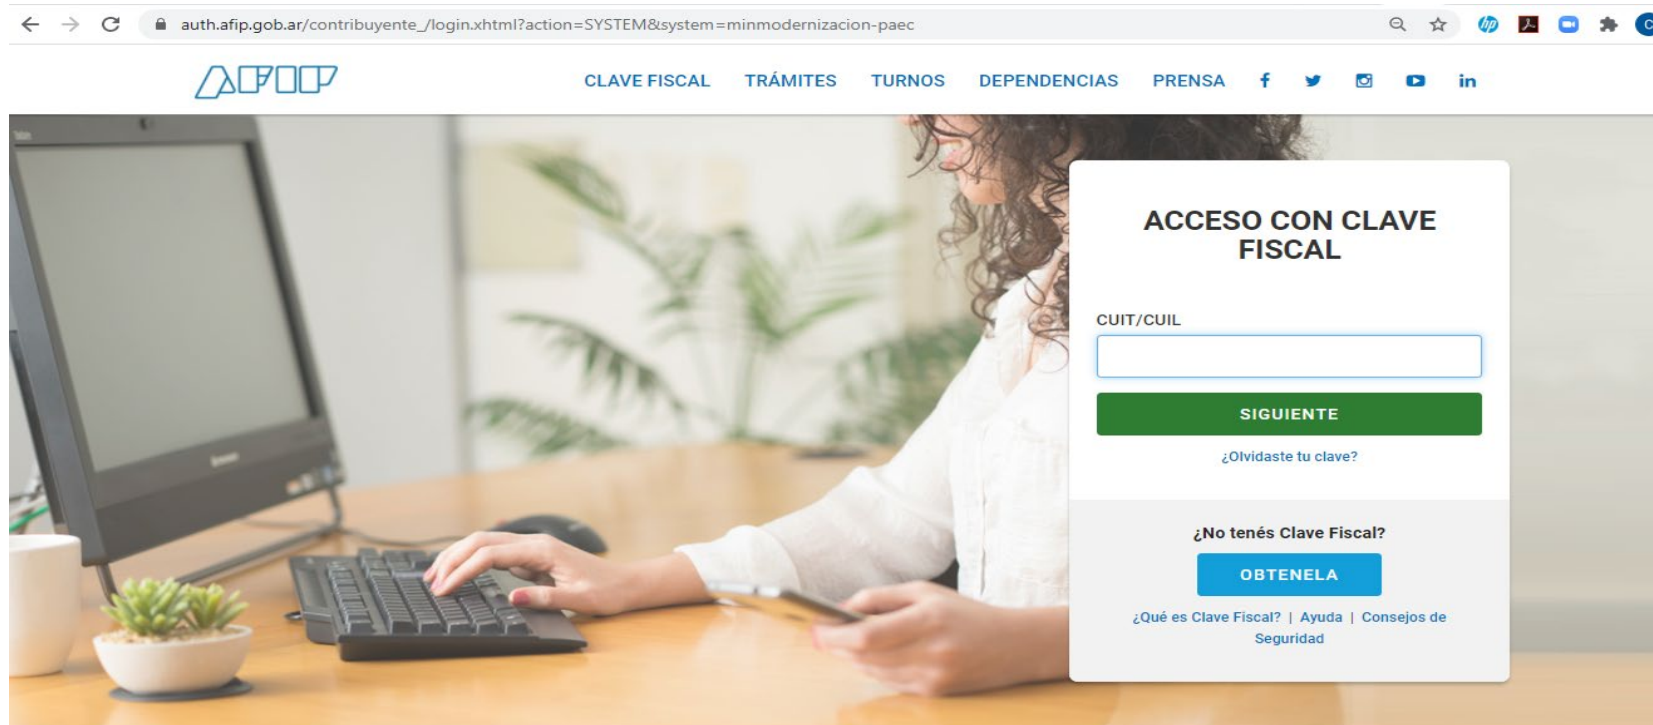 auth.afip.gob.ar/contribuyente_/login.xhtml?action=SYSTEM&system=minmodernizacion-paec
AFIP
CLAVE FISCAL TRÁMITES TURNOS DEPENDENCIAS PRENSA
ACCESO CON CLAVE
FISCAL
CUIT/CUIL
SIGUIENTE
¿Olvidaste tu clave?
¿No tenés Clave Fiscal?
OBTENELA
¿Qué es Clave Fiscal? | Ayuda | Consejos de
Seguridad